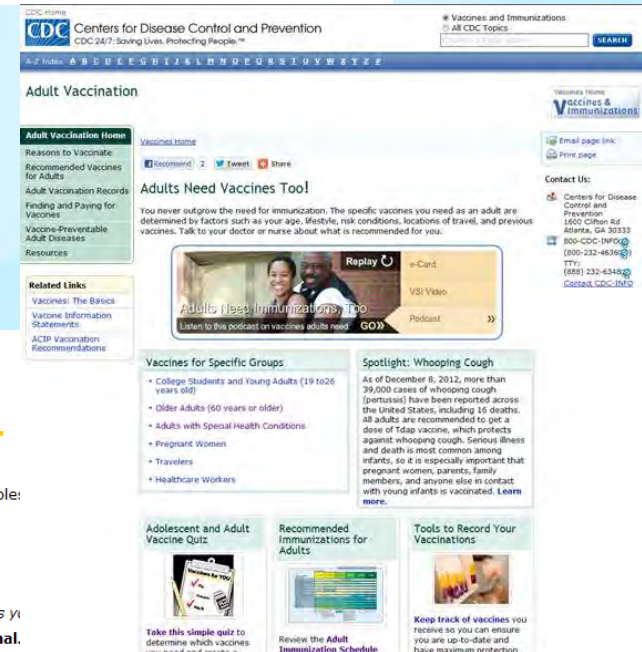 CDC Home
CDC Centers for Disease Control and Prevention
CDC 24/7: Saving Lives. Protecting People.™
Vaccines and Immunizations
All CDC Topics
SEARCH
A-Z Index A B C D E F G H I J K L M N O P Q R S T U V W X Y Z #
Adult Vaccination
Vaccines Home
Vaccines &
Immunizations
Adult Vaccination Home
Reasons to Vaccinate
Recommended Vaccines
for Adults
Adult Vaccination Records
Finding and Paying for
Vaccines
Vaccine-Preventable
Adult Diseases
Resources
Related Links
Vaccines: The Basics
Vaccine Information
Statements
ACIP Vaccination
Recommendations
Vaccines Home
Recommend 2 Tweet Share
Adults Need Vaccines Too!
You never outgrow the need for immunization. The specific vaccines you need as an adult are
determined by factors such as your age, lifestyle, risk conditions, locations of travel, and previous
vaccines. Talk to your doctor or nurse about what is recommended for you.
Replay
Adults Need Immunizations, Too
Listen to this podcast on vaccines adults need. GO»
e-Card
VSI Video
Podcast »
Email page link
Print page
Contact Us:
Centers for Disease
Control and
Prevention
1600 Clifton Rd
Atlanta, GA 30333
800-CDC-INFO
(800-232-4636)
TTY:
(888) 232-6348
Contact CDC-INFO
Vaccines for Specific Groups
College Students and Young Adults (19 to26
years old)
Older Adults (60 years or older)
Adults with Special Health Conditions
Pregnant Women
Travelers
Healthcare Workers
Spotlight: Whooping Cough
As of December 8, 2012, more than
39,000 cases of whooping cough
(pertussis) have been reported across
the United States, including 16 deaths.
All adults are recommended to get a
dose of Tdap vaccine, which protects
against whooping cough. Serious illness
and death is most common among
infants, so it is especially important that
pregnant women, parents, family
members, and anyone else in contact
with young infants is vaccinated. Learn
more.
Adolescent and Adult
Vaccine Quiz
Vaccines for YOU
Take this simple quiz to
determine which vaccines
you need and create a
Recommended
Immunizations for
Adults
Review the Adult
Immunization Schedule
Tools to Record Your
Vaccinations
Keep track of vaccines you
receive so you can ensure
you are up-to-date and
have maximum protection